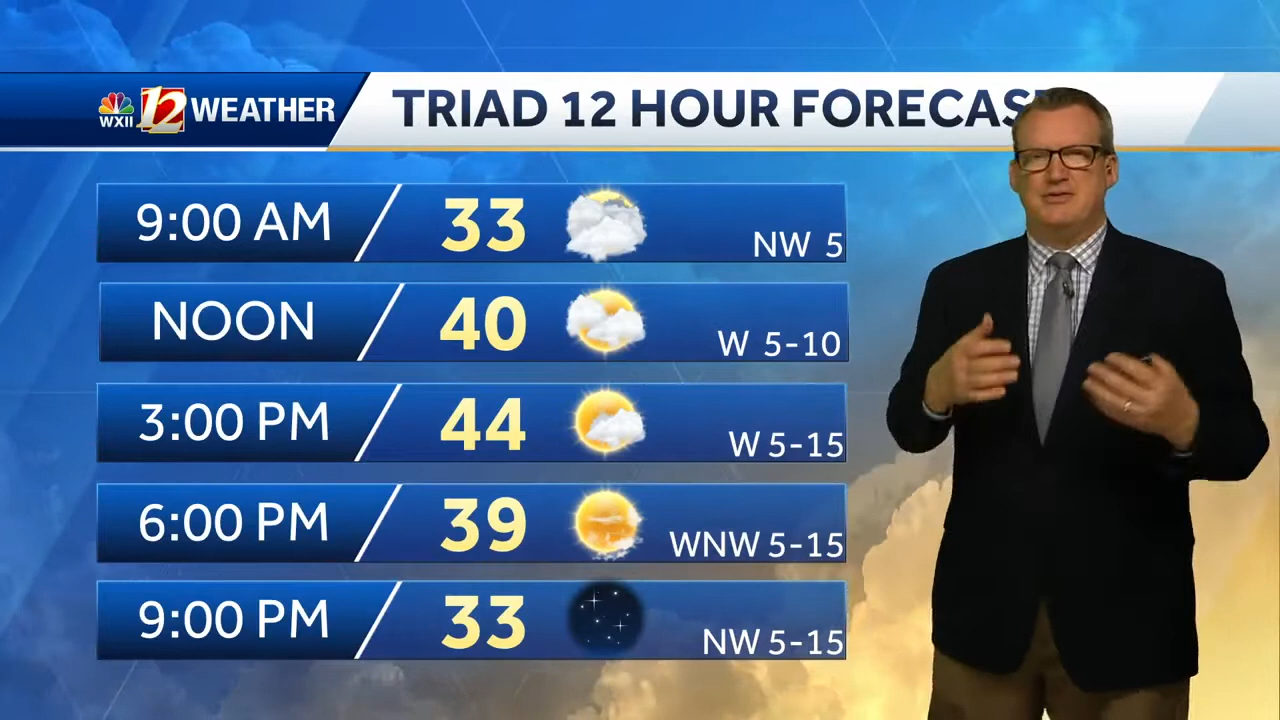 WXII 12 WEATHER
TRIAD 12 HOUR FORECAS
9:00 AM 33 NW 5
NOON 40 W 5-10
3:00 PM 44 W 5-15
6:00 PM 39 WNW 5-15
9:00 PM 33 NW 5-15